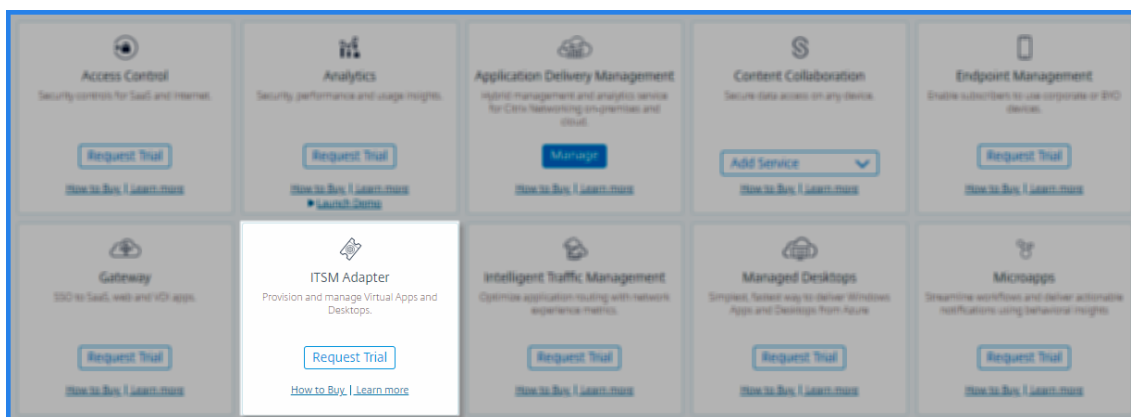 Access Control
Security controls for SaaS and Internet.
Request Trial
How to Buy | Learn more
Analytics
Security, performance and usage insights.
Request Trial
How to Buy | Learn more
Launch Demo
Application Delivery Management
Hybrid management and analytics service
for Citrix Networking on-premises and
cloud.
Manage
How to Buy | Learn more
Content Collaboration
Secure data access on any device.
Add Service
How to Buy | Learn more
Endpoint Management
Enable subscribers to use corporate or BYO
devices.
Request Trial
How to Buy | Learn more
Gateway
SSO to SaaS, web and VDI apps.
Request Trial
How to Buy | Learn more
ITSM Adapter
Provision and manage Virtual Apps and
Desktops.
Request Trial
How to Buy | Learn more
Intelligent Traffic Management
Optimize application routing with network
experience metrics.
Request Trial
How to Buy | Learn more
Managed Desktops
Simplest, fastest way to deliver Windows
Apps and Desktops from Azure
Request Trial
How to Buy | Learn more
Microapps
Streamline workflows and deliver actionable
notifications using behavioral insights
Request Trial
How to Buy | Learn more